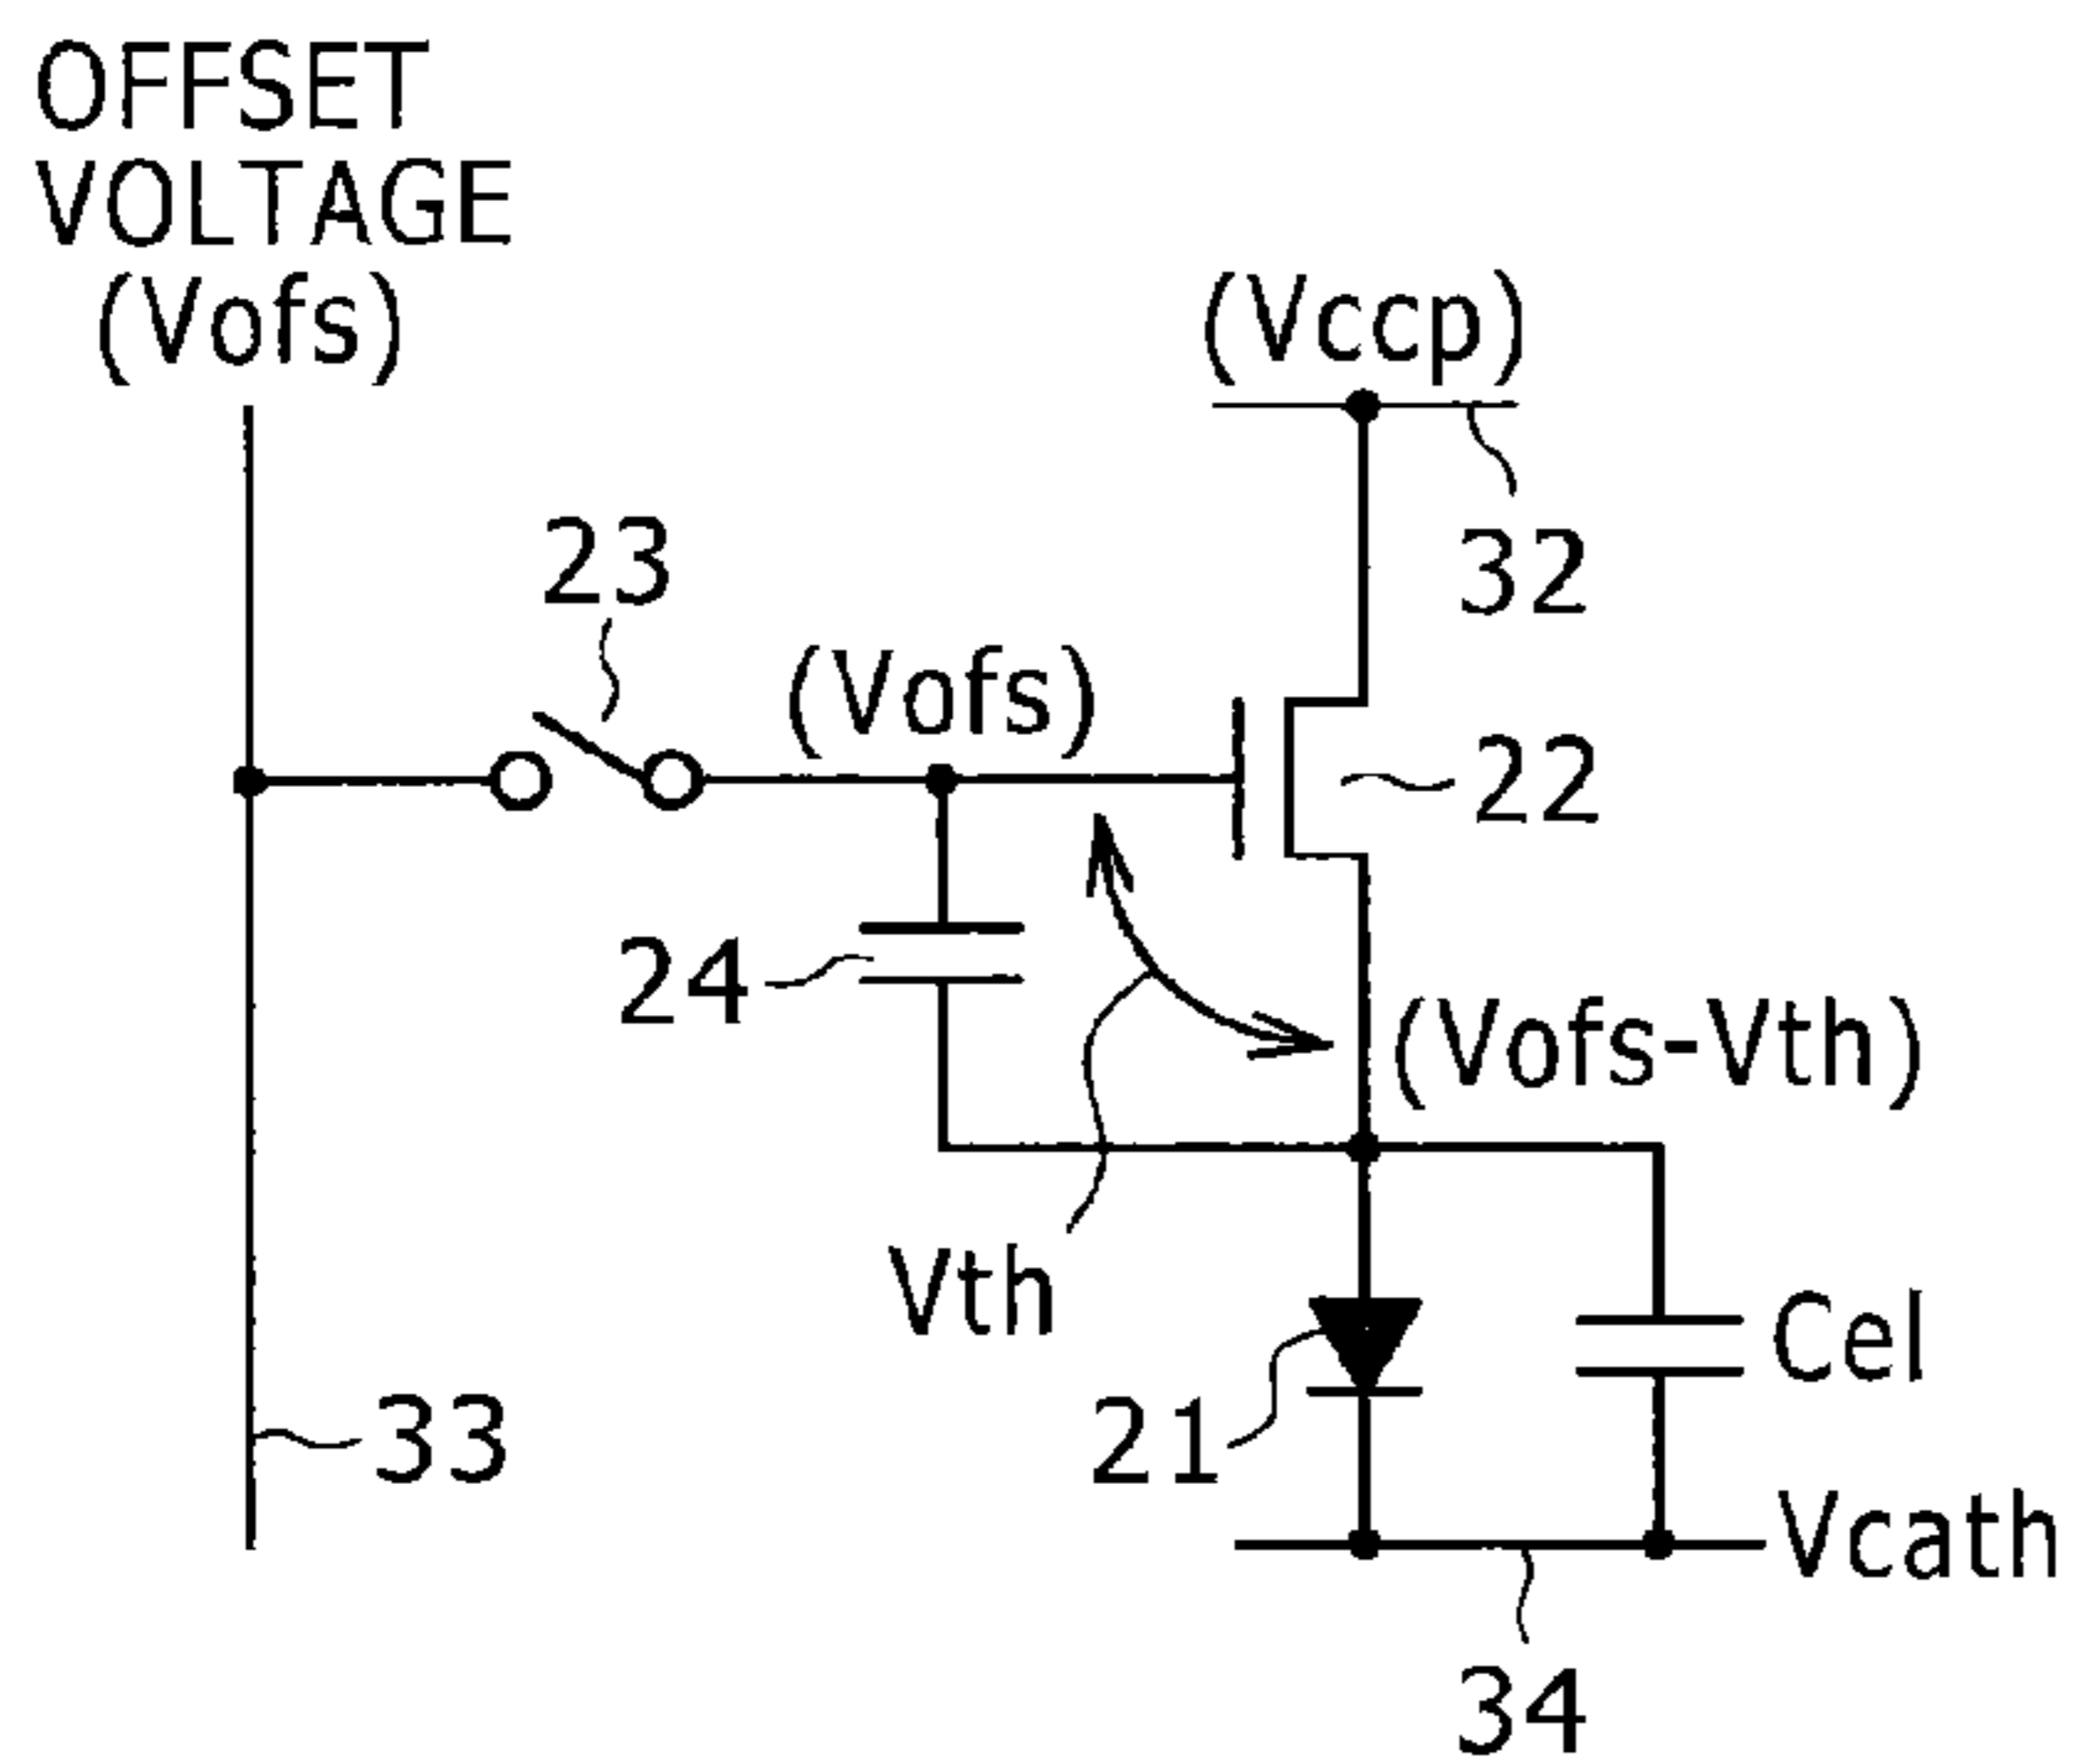 OFFSET
VOLTAGE
(Vofs)
(Vccp)
32
23
(Vofs)
22
24
(Vofs-Vth)
Vth
Cel
21
33
Vcath
34